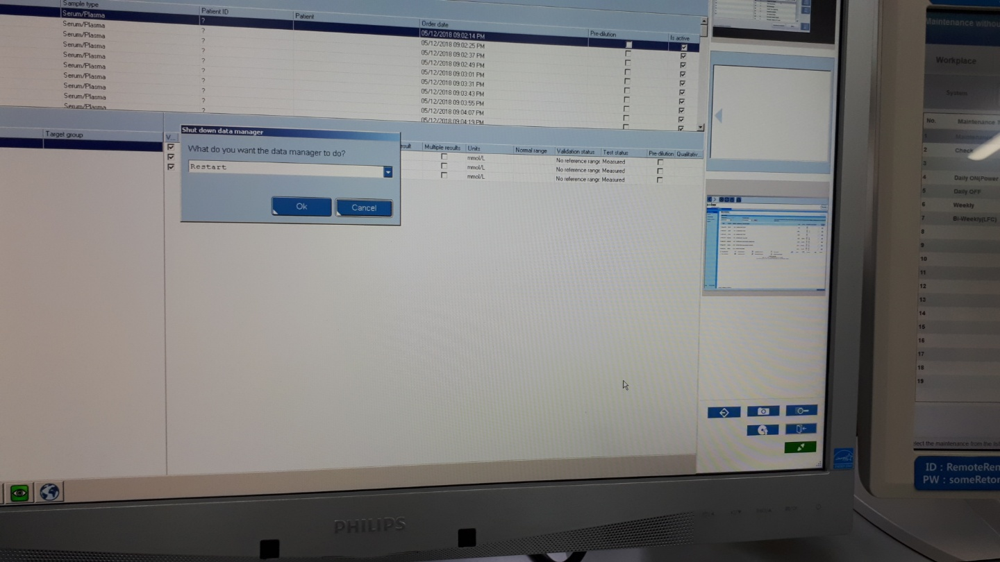 Sample type Patient ID Patient Order date Pre-dilution Is active
Serum/Plasma ? 05/12/2018 09:02:14 PM
Serum/Plasma ? 05/12/2018 09:02:25 PM
Serum/Plasma ? 05/12/2018 09:02:37 PM
Serum/Plasma ? 05/12/2018 09:02:49 PM
Serum/Plasma ? 05/12/2018 09:03:01 PM
Serum/Plasma ? 05/12/2018 09:03:31 PM
Serum/Plasma ? 05/12/2018 09:03:43 PM
Serum/Plasma ? 05/12/2018 09:03:55 PM
Serum/Plasma ? 05/12/2018 09:04:07 PM
Serum/Plasma ? 05/12/2018 09:04:19 PM
Target group V... esult Multiple results Units Normal range Validation status Test status Pre-dilution Qualitativ...
mmol/L No reference range Measured
mmol/L No reference range Measured
mmol/L No reference range Measured
Shut down data manager
What do you want the data manager to do?
Restart
Ok Cancel
PHILIPS
Maintenance withou
Workplace
System
No. Maintenance
1
2 Check
3
4 Daily ON(Power
5 Daily OFF
6 Weekly
7 Bi-Weekly(LFC)
8
9
10
11
12
13
14
15
16
17
18
19
lect the maintenance from the list
ID : RemoteRem
PW : someRetor